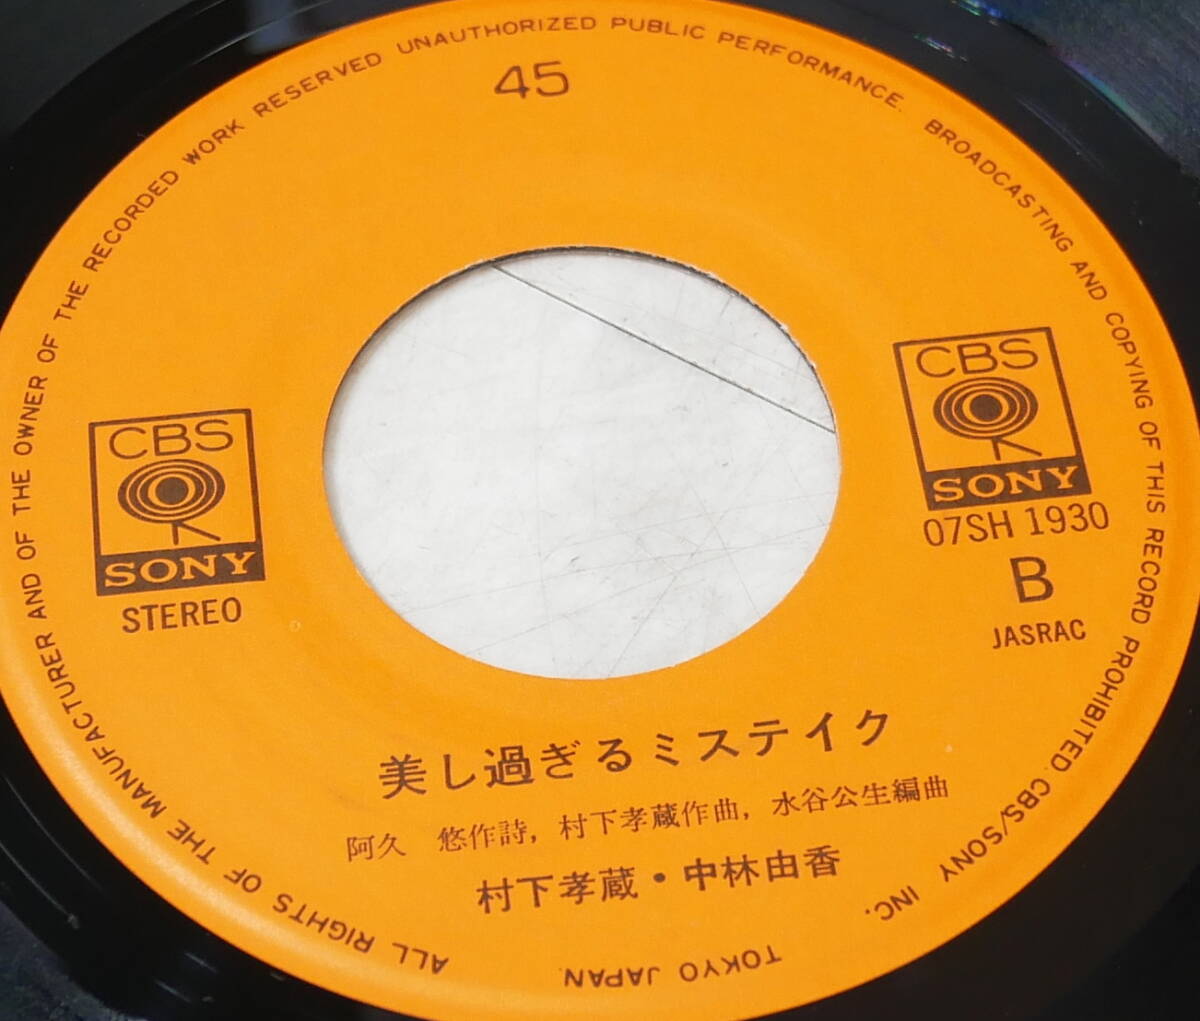 45
CBS
SONY
STEREO
CBS
SONY
07SH 1930
B
JASRAC
美し過ぎるミステイク
阿久 悠作詩, 村下孝蔵作曲, 水谷公生編曲
村下孝蔵・中林由香
ALL RIGHTS OF THE MANUFACTURER AND OF THE OWNER OF THE RECORDED WORK RESERVED UNAUTHORIZED PUBLIC PERFORMANCE. BROADCASTING AND COPYING OF THIS RECORD PROHIBITED. CBS/SONY INC. TOKYO JAPAN.